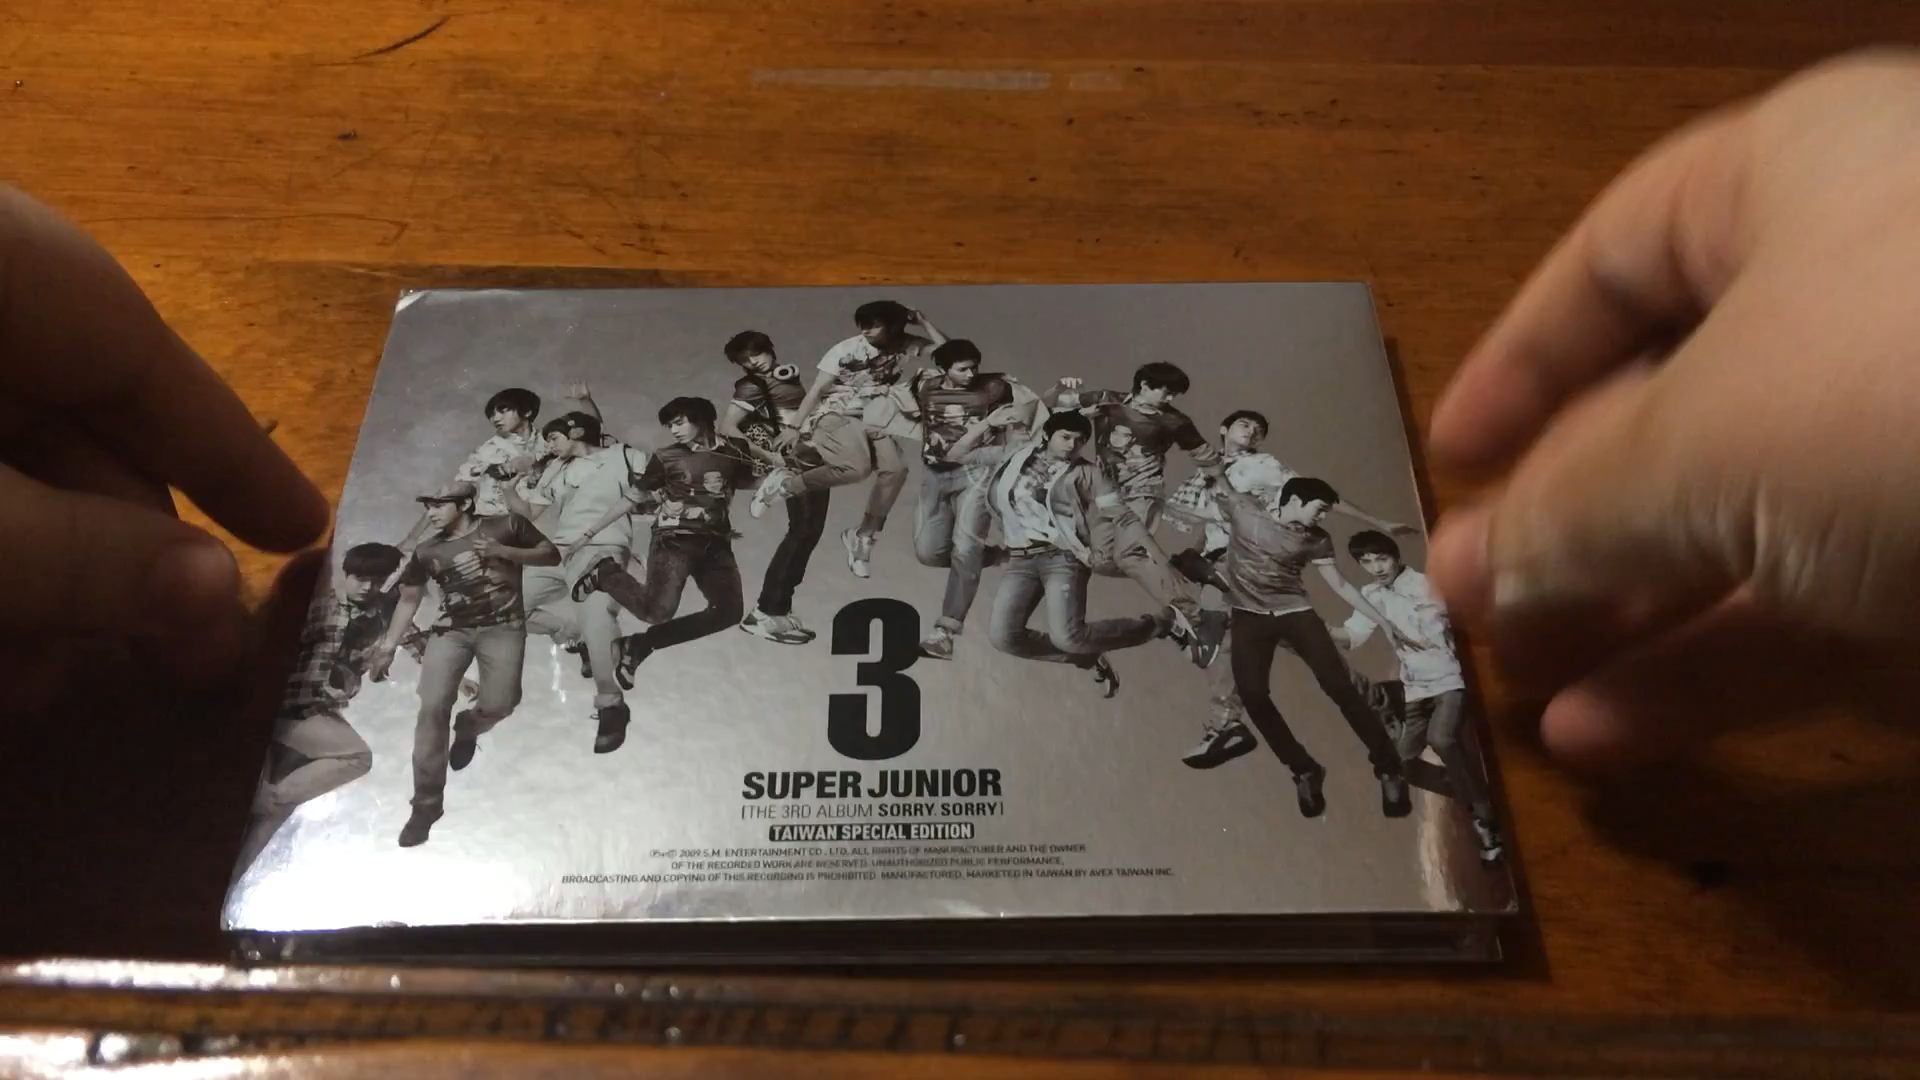 3
SUPER JUNIOR
[THE 3RD ALBUM SORRY, SORRY]
TAIWAN SPECIAL EDITION
℗+© 2009 S.M. ENTERTAINMENT CO., LTD. ALL RIGHTS OF MANUFACTURER AND THE OWNER
OF THE RECORDED WORK ARE RESERVED. UNAUTHORIZED PUBLIC PERFORMANCE,
BROADCASTING AND COPYING OF THIS RECORDING IS PROHIBITED. MANUFACTURED, MARKETED IN TAIWAN BY AVEX TAIWAN INC.